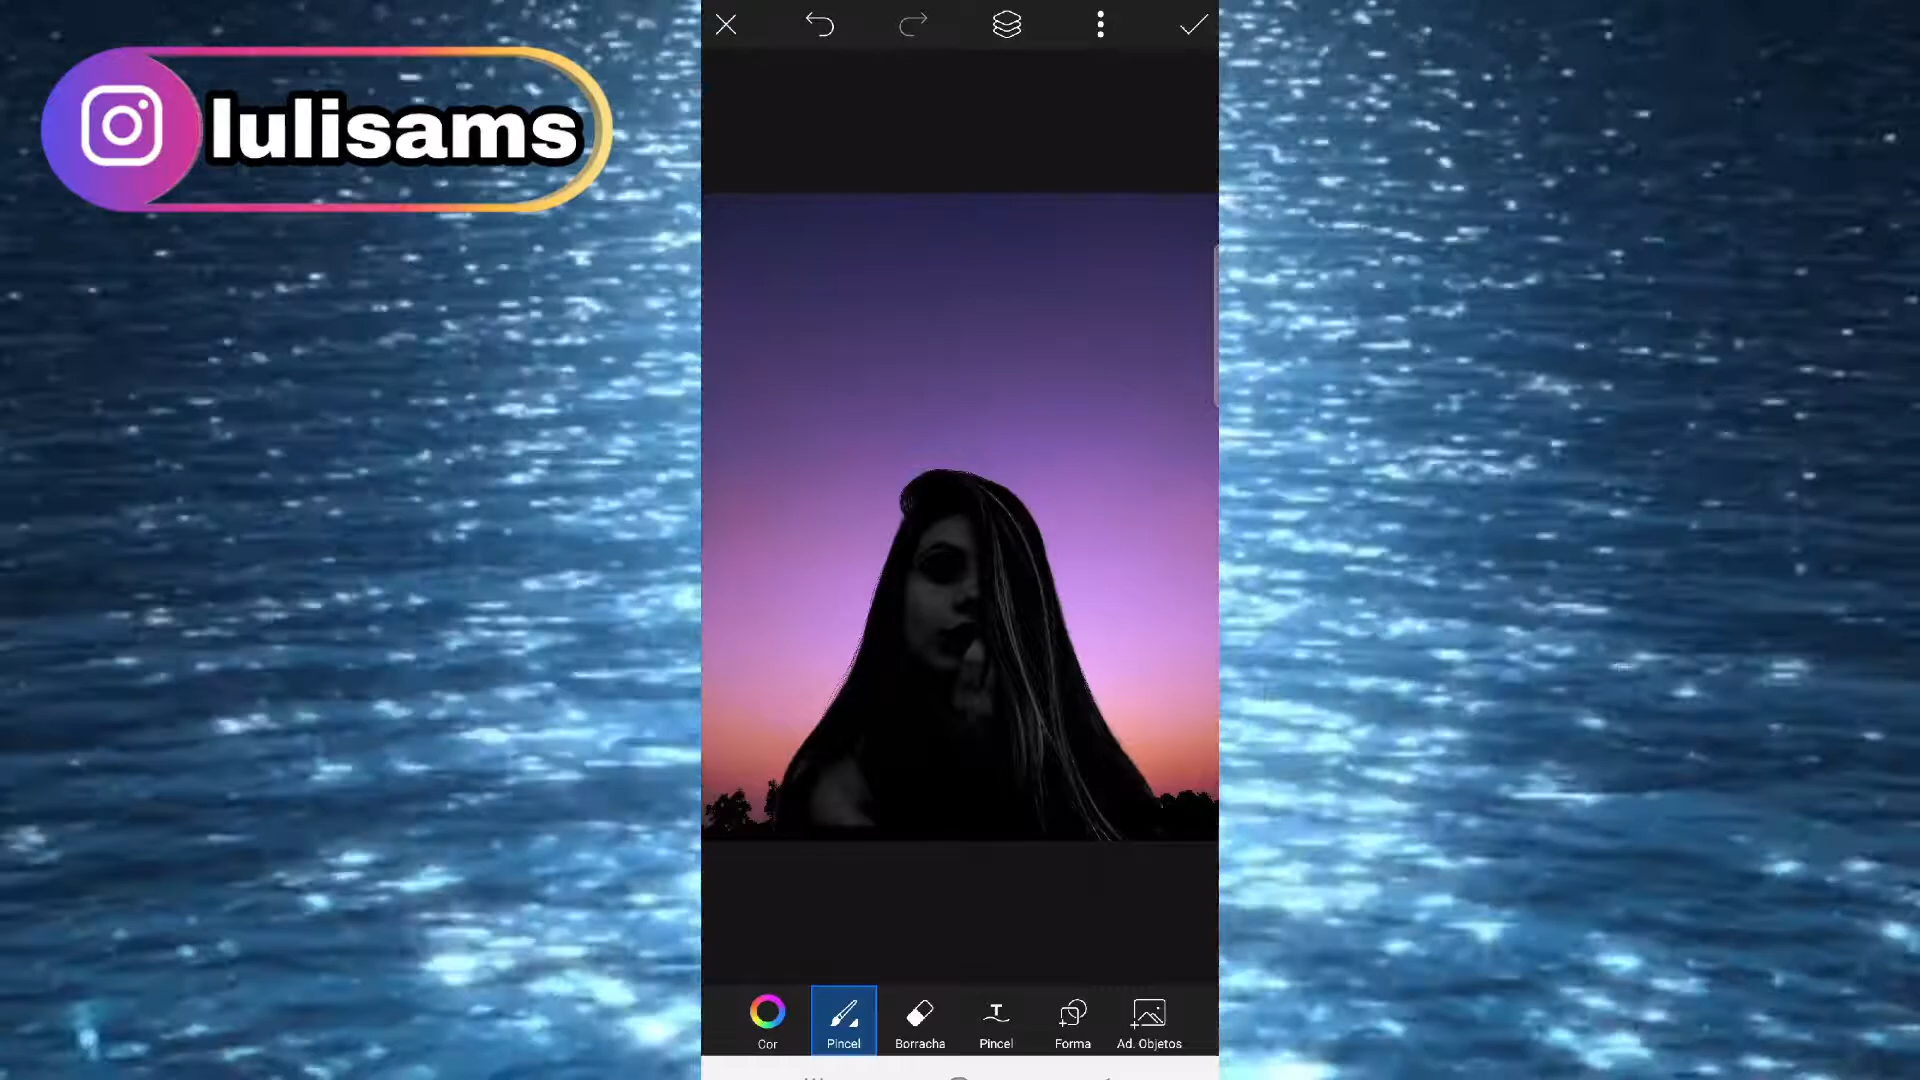 lulisams
Cor
Pincel
Borracha
Pincel
Forma
Ad. Objetos